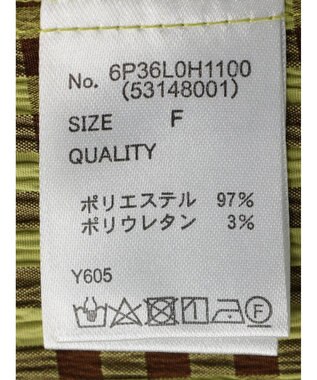 No. 6P36L0H1100
(53148001)
SIZE F
QUALITY
ポリエステル 97%
ポリウレタン 3%
Y605
1 F